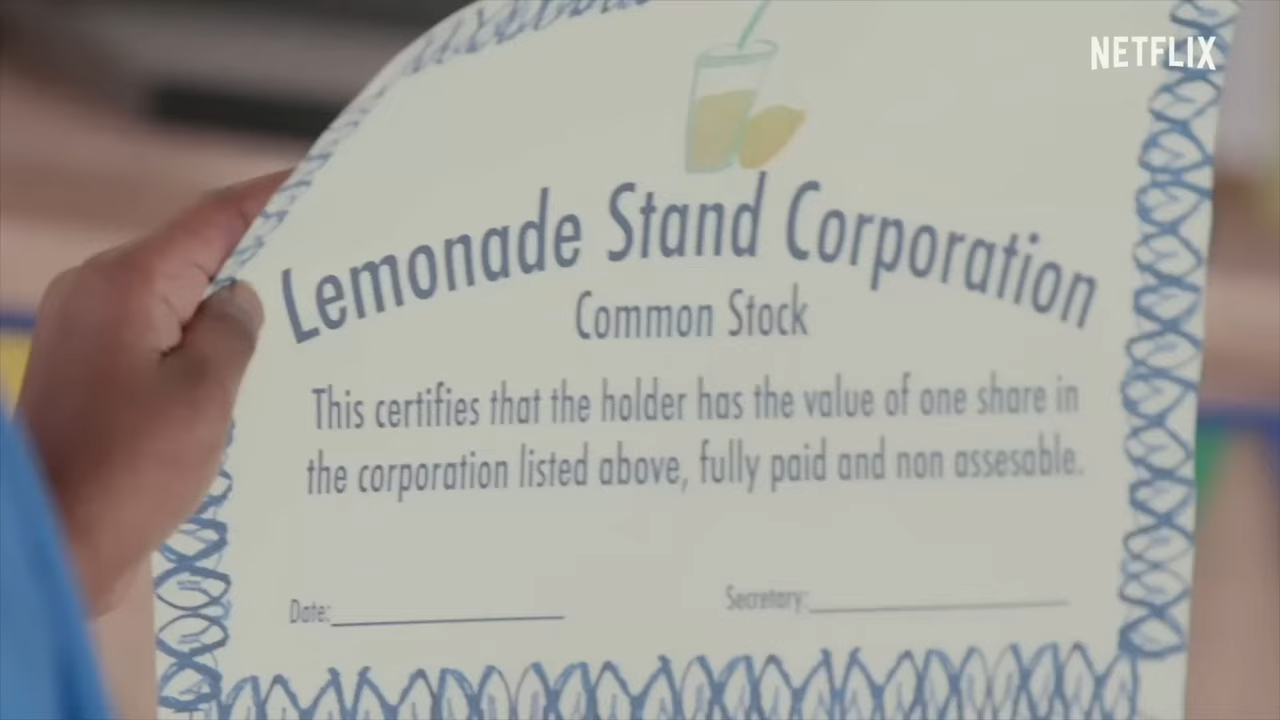 NETFLIX
Lemonade Stand Corporation
Common Stock
This certifies that the holder has the value of one share in
the corporation listed above, fully paid and non assesable.
Date:
Secretary: